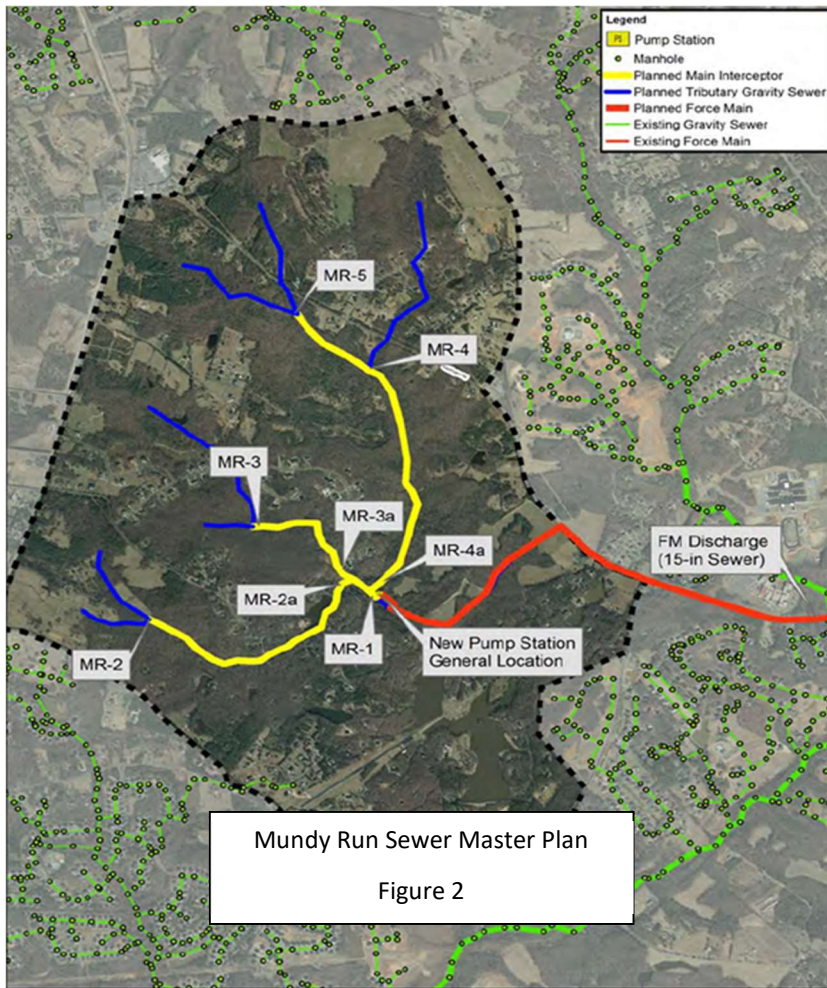 Legend
PS Pump Station
Manhole
Planned Main Interceptor
Planned Tributary Gravity Sewer
Planned Force Main
Existing Gravity Sewer
Existing Force Main
MR-5
MR-4
MR-3
MR-3a
MR-4a
FM Discharge
(15-in Sewer)
MR-2a
MR-2
MR-1
New Pump Station
General Location
Mundy Run Sewer Master Plan
Figure 2